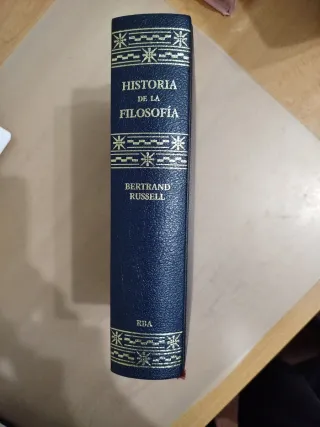 HISTORIA
DE LA
FILOSOFÍA
BERTRAND
RUSSELL
RBA